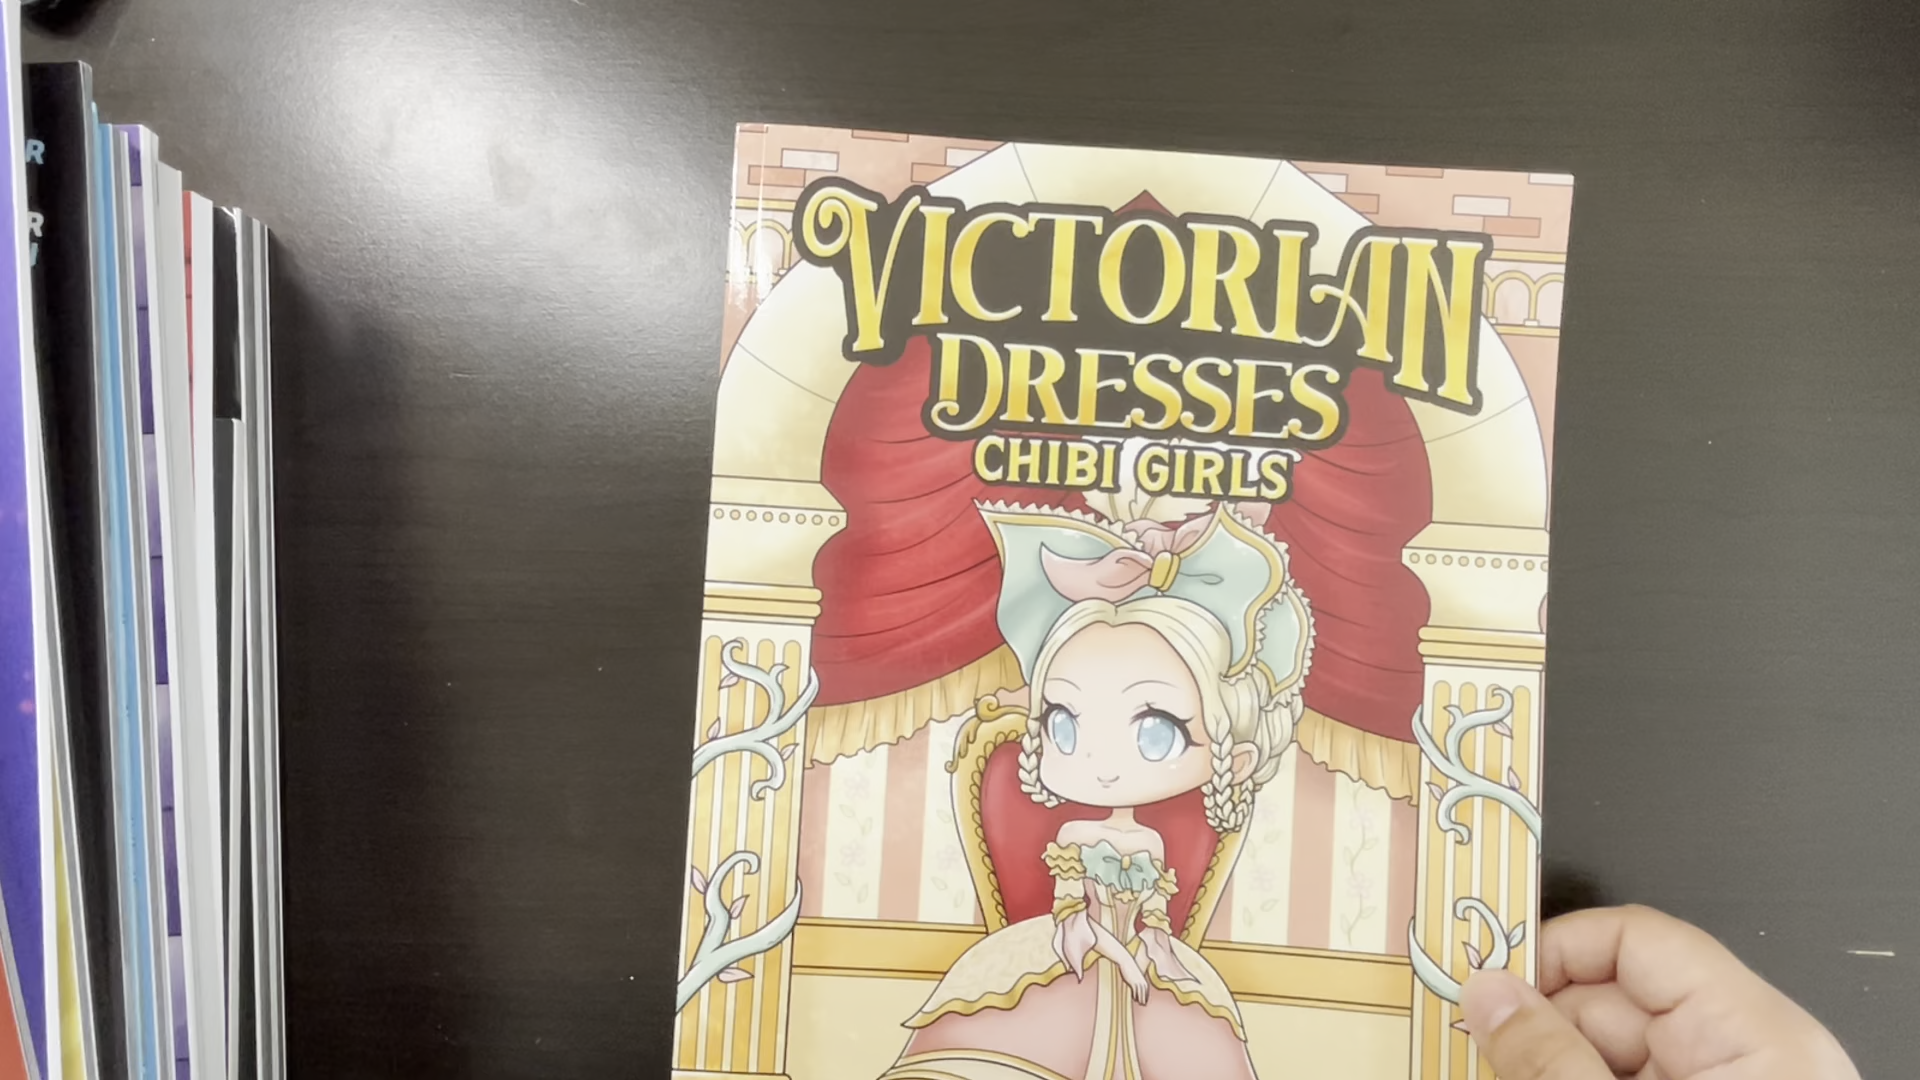 VICTORIAN
DRESSES
CHIBI GIRLS
R
R